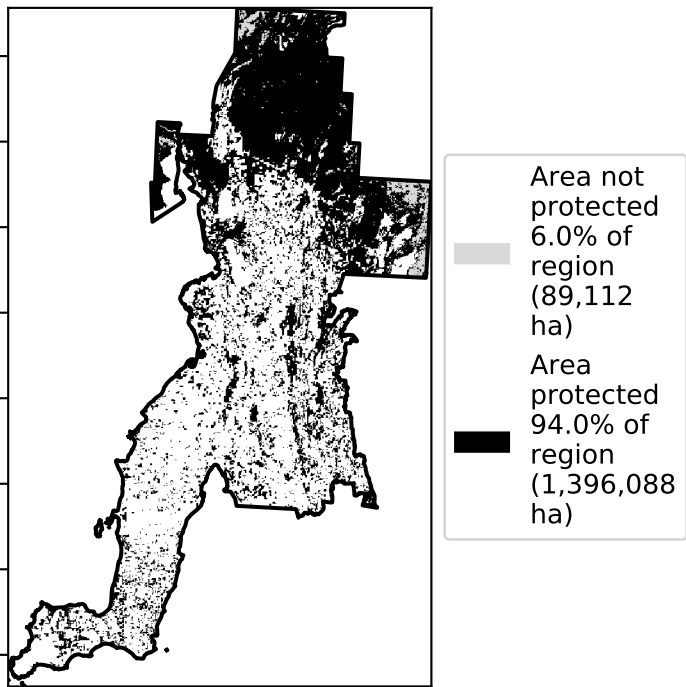 Area not
protected
6.0% of
region
(89,112
ha)
Area
protected
94.0% of
region
(1,396,088
ha)